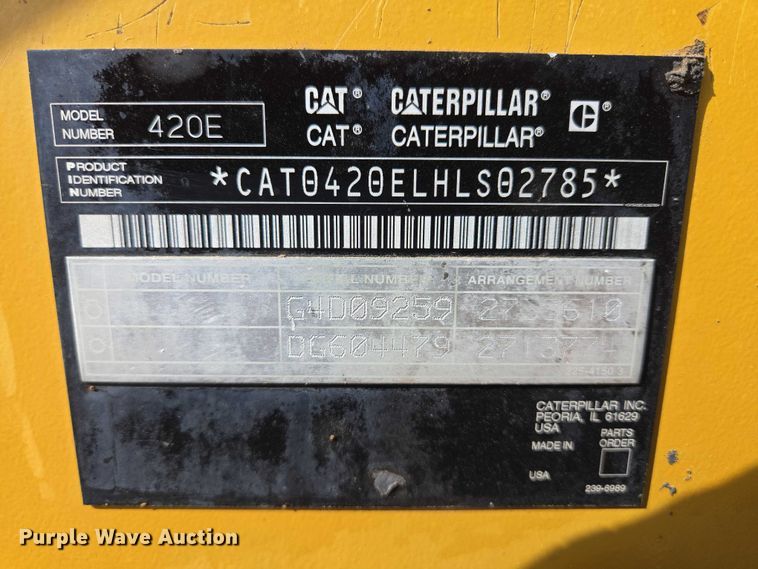 CAT® CATERPILLAR®
CAT® CATERPILLAR®
MODEL NUMBER 420E
PRODUCT IDENTIFICATION NUMBER *CAT0420ELHLS02785*
MODEL NUMBER NUMBER ARRANGEMENT NUMBER
G4D09259
DG604479
CATERPILLAR INC.
PEORIA, IL 61629
USA
MADE IN PARTS ORDER
USA
239-8989
Purple Wave Auction